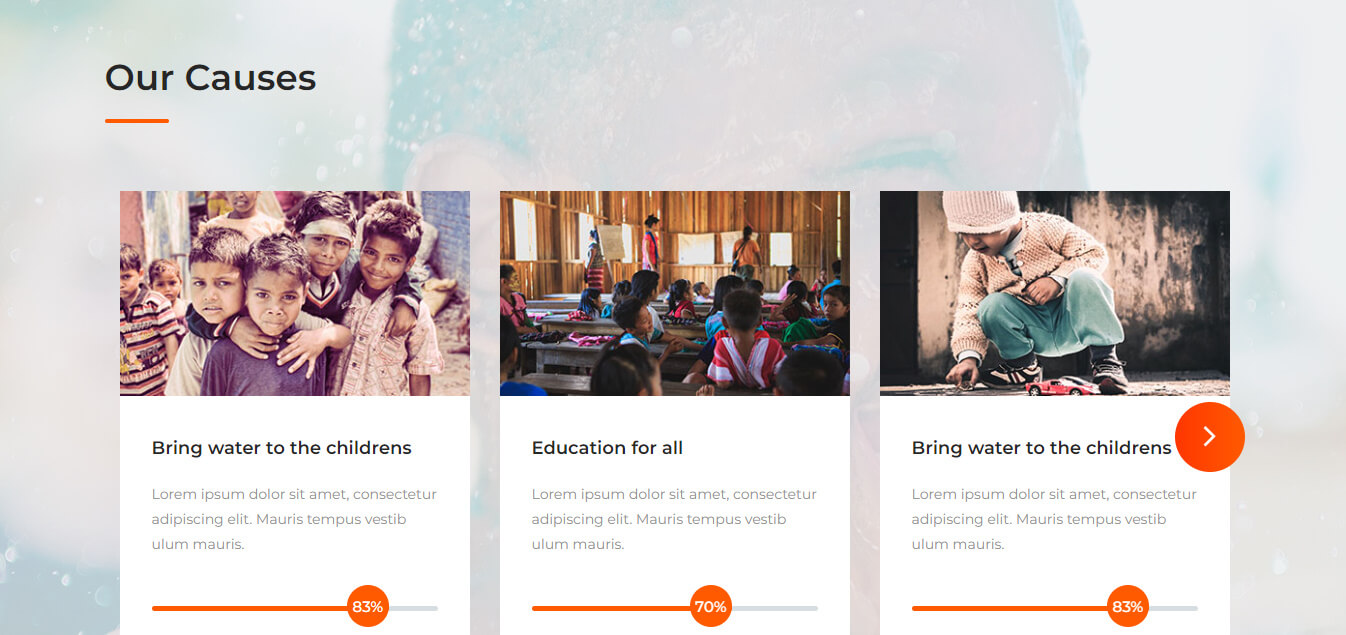 Our Causes
Bring water to the childrens
Lorem ipsum dolor sit amet, consectetur
adipiscing elit. Mauris tempus vestib
ulum mauris.
83%
Education for all
Lorem ipsum dolor sit amet, consectetur
adipiscing elit. Mauris tempus vestib
ulum mauris.
70%
Bring water to the childrens
Lorem ipsum dolor sit amet, consectetur
adipiscing elit. Mauris tempus vestib
ulum mauris.
83%